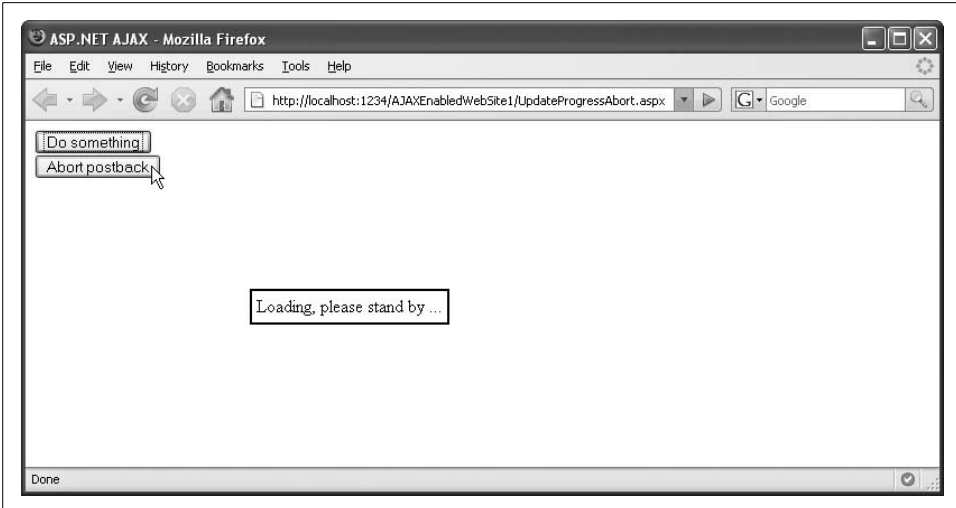 ASP.NET AJAX - Mozilla Firefox
File Edit View History Bookmarks Tools Help
http://localhost:1234/AJAXEnabledWebSite1/UpdateProgressAbort.aspx G Google
Do something
Abort postback
Loading, please stand by ...
Done